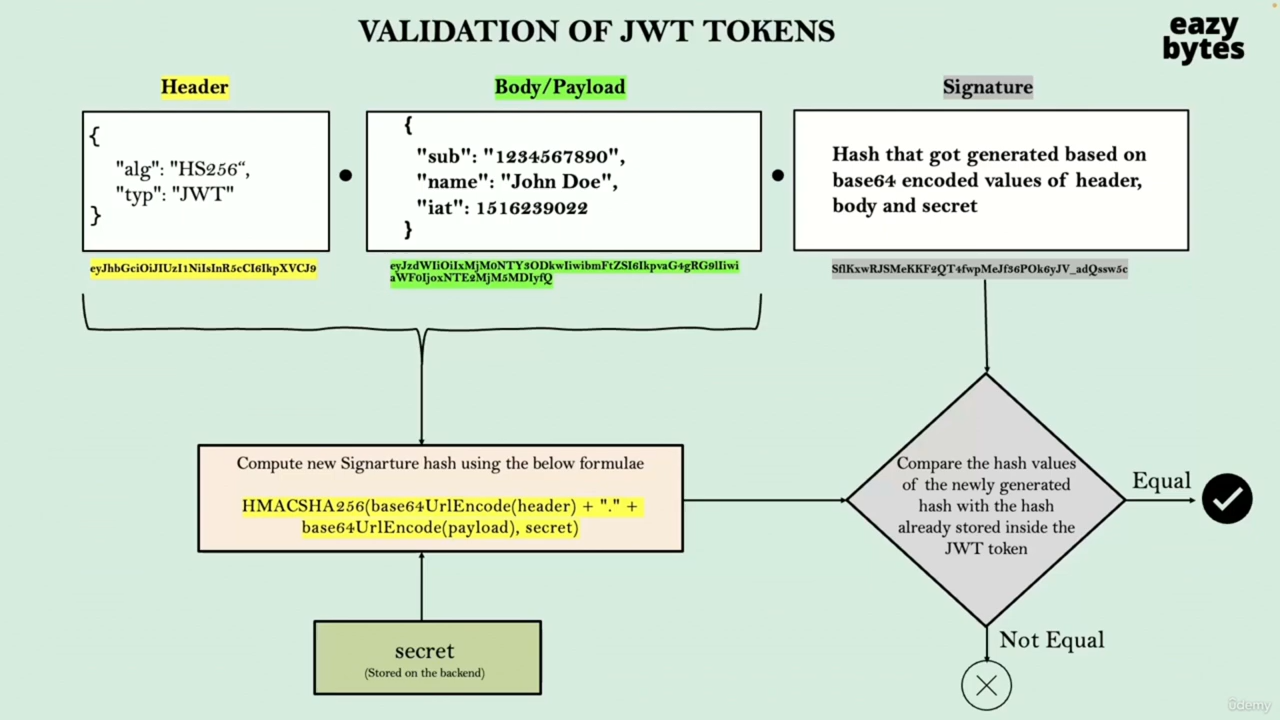 VALIDATION OF JWT TOKENS
eazy
bytes
Header
Body/Payload
Signature
{
"alg": "HS256“,
"typ": "JWT"
}
{
"sub": "1234567890",
"name": "John Doe",
"iat": 1516239022
}
Hash that got generated based on
base64 encoded values of header,
body and secret
eyJhbGciOiJIUzI1NiIsInR5cCI6IkpXVCJ9
eyJzdWIiOiIxMjM0NTY3ODkwIiwibmFtZSI6IkpvaG4gRG9lIiwi
aWF0IjoxNTE2MjM5MDIyfQ
SflKxwRJSMeKKF2QT4fwpMeJf36POk6yJV_adQssw5c
Compute new Signarture hash using the below formulae
HMACSHA256(base64UrlEncode(header) + "." +
base64UrlEncode(payload), secret)
Compare the hash values
of the newly generated
hash with the hash
already stored inside the
JWT token
Equal
Not Equal
secret
(Stored on the backend)
ûdemy